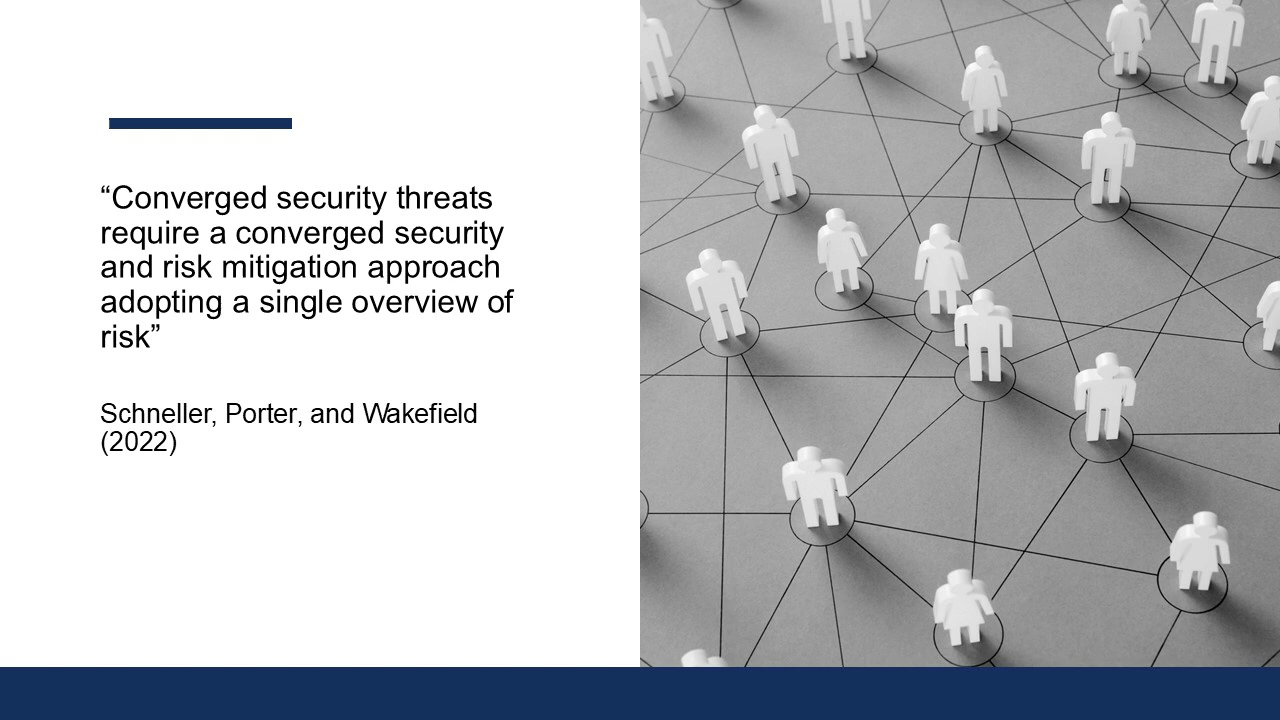 “Converged security threats
require a converged security
and risk mitigation approach
adopting a single overview of
risk”
Schneller, Porter, and Wakefield
(2022)